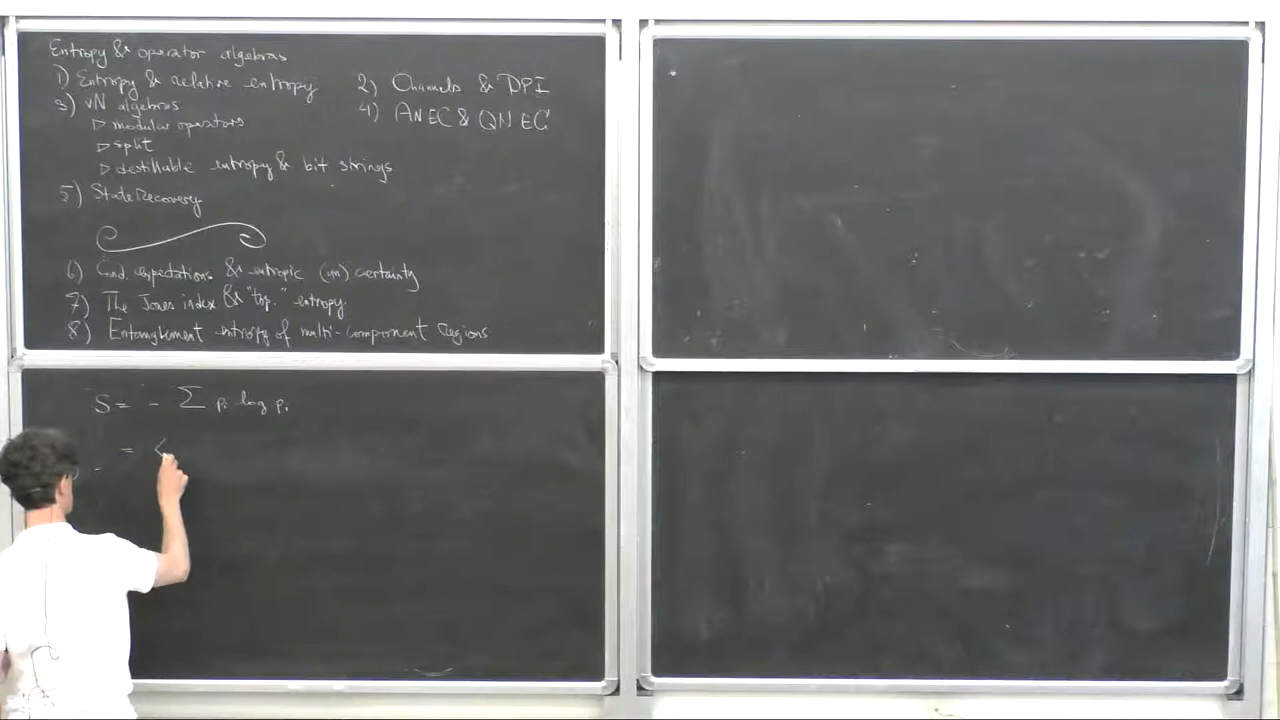 Entropy & operator algebras
1) Entropy & relative entropy 2) Channels & DPI
3) vN algebras 4) ANEC & QNEC
▷ modular operators
▷ split
▷ destillable entropy & bit strings
5) State Recovery
6) Cond. expectations & entropic (un) certainty
7) The Jones index & "top." entropy
8) Entanglement entropy of multi-component regions
S = - Σ pᵢ log pᵢ
= <